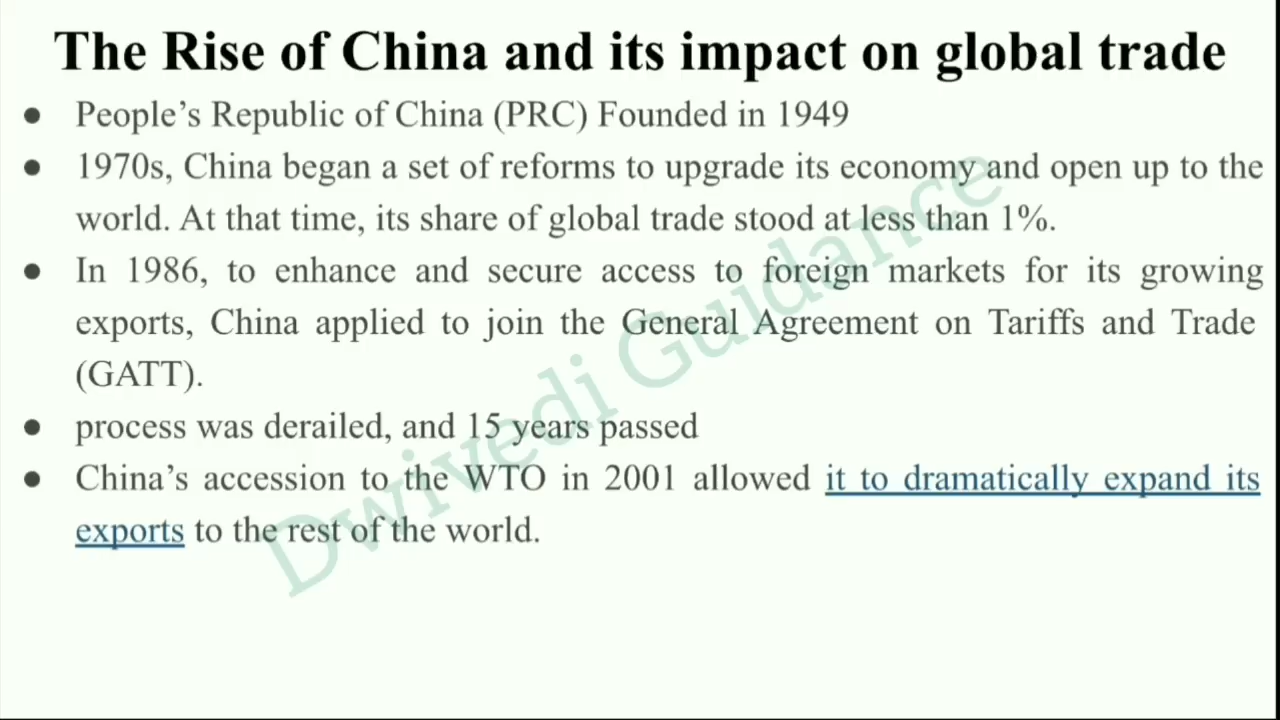 The Rise of China and its impact on global trade
● People’s Republic of China (PRC) Founded in 1949
● 1970s, China began a set of reforms to upgrade its economy and open up to the
world. At that time, its share of global trade stood at less than 1%.
● In 1986, to enhance and secure access to foreign markets for its growing
exports, China applied to join the General Agreement on Tariffs and Trade
(GATT).
● process was derailed, and 15 years passed
● China’s accession to the WTO in 2001 allowed it to dramatically expand its
exports to the rest of the world.
Dwivedi Guidance